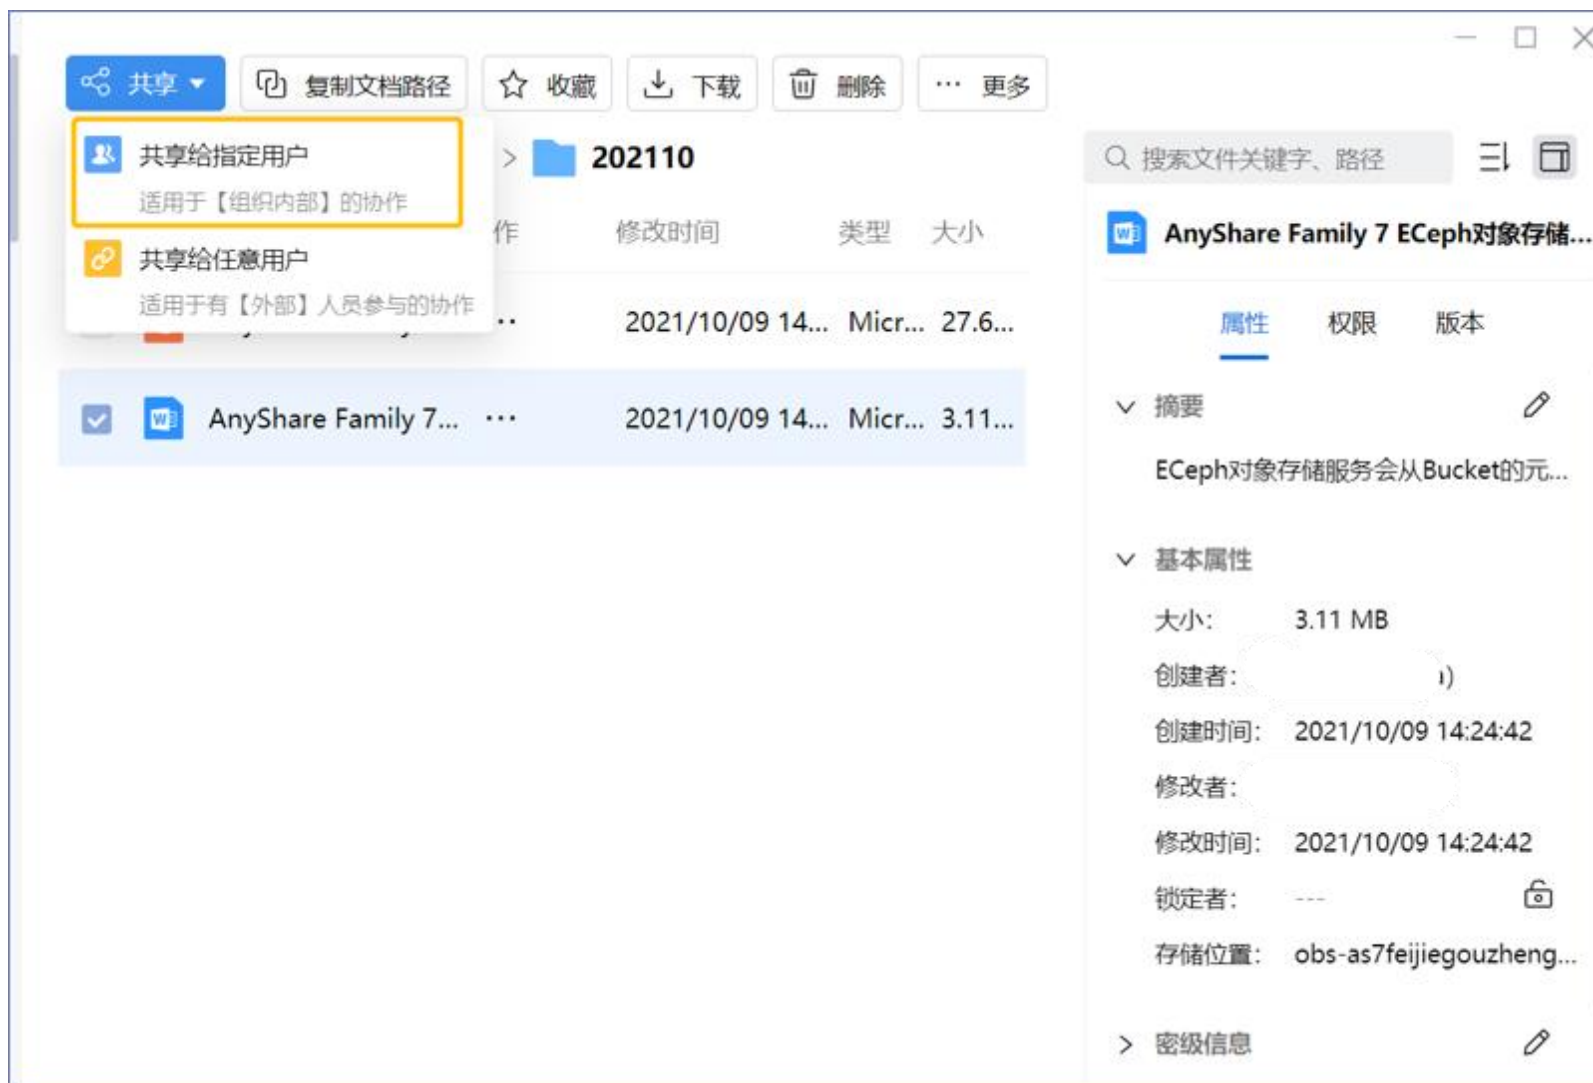 共享
复制文档路径
收藏
下载
删除
··· 更多
共享给指定用户
适用于【组织内部】的协作
共享给任意用户
适用于有【外部】人员参与的协作
> 202110
搜索文件关键字、路径
作 修改时间 类型 大小
2021/10/09 14... Micr... 27.6...
AnyShare Family 7... ··· 2021/10/09 14... Micr... 3.11...
AnyShare Family 7 ECeph对象存储...
属性 权限 版本
摘要
ECeph对象存储服务会从Bucket的元...
基本属性
大小: 3.11 MB
创建者: )
创建时间: 2021/10/09 14:24:42
修改者:
修改时间: 2021/10/09 14:24:42
锁定者: ---
存储位置: obs-as7feijiegouzheng...
密级信息